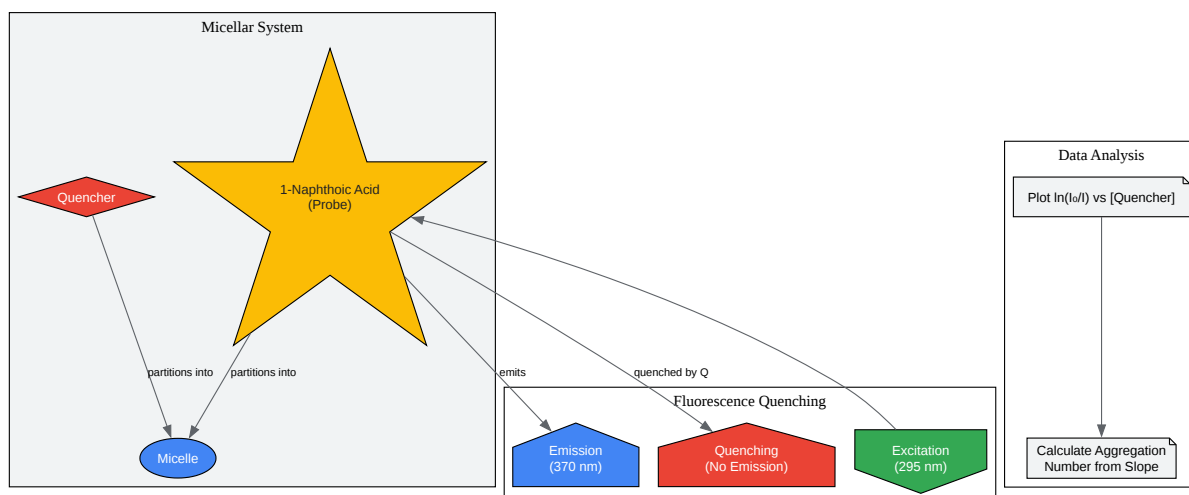 Micellar System
1-Naphthoic Acid
(Probe)
Quencher
partitions into
partitions into
Micelle
emits
quenched by Q
Fluorescence Quenching
Emission
(370 nm)
Quenching
(No Emission)
Excitation
(295 nm)
Data Analysis
Plot ln(I₀/I) vs [Quencher]
Calculate Aggregation
Number from Slope